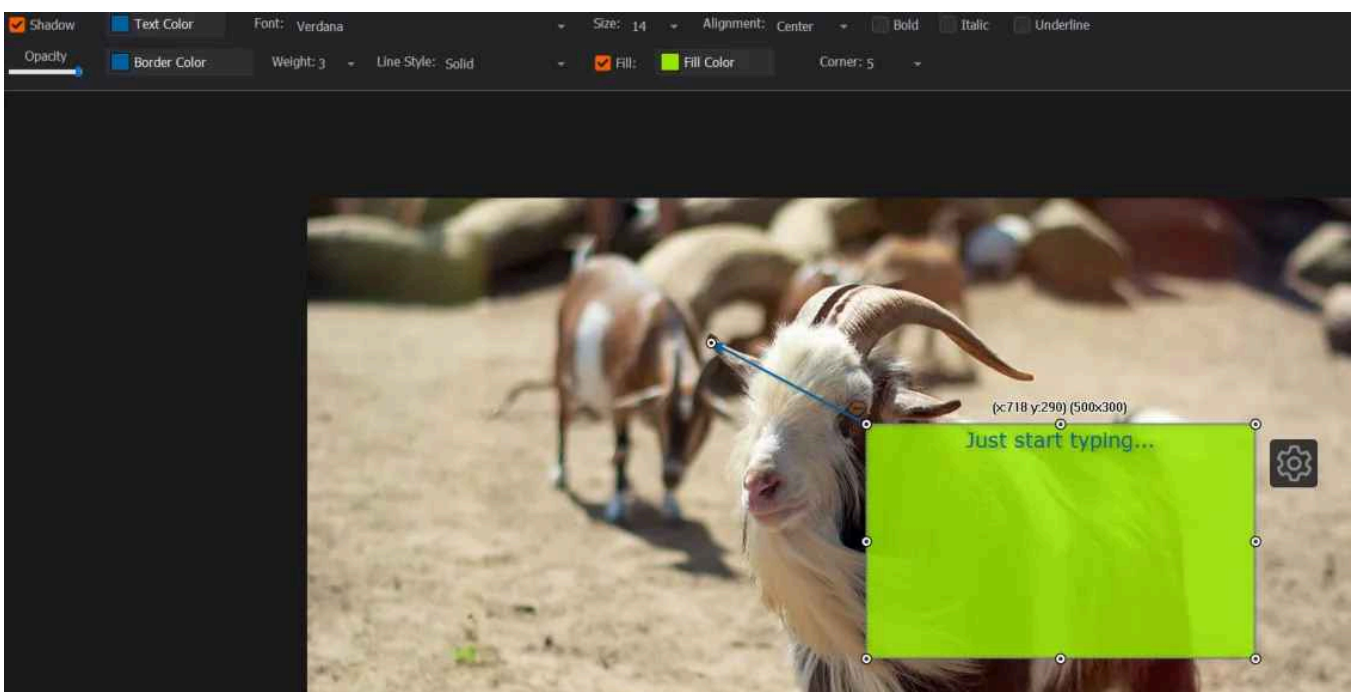 Shadow Text Color Font: Verdana Size: 14 Alignment: Center Bold Italic Underline
Opacity Border Color Weight: 3 Line Style: Solid Fill: Fill Color Corner: 5
(x:718 y:290) (500x300)
Just start typing...